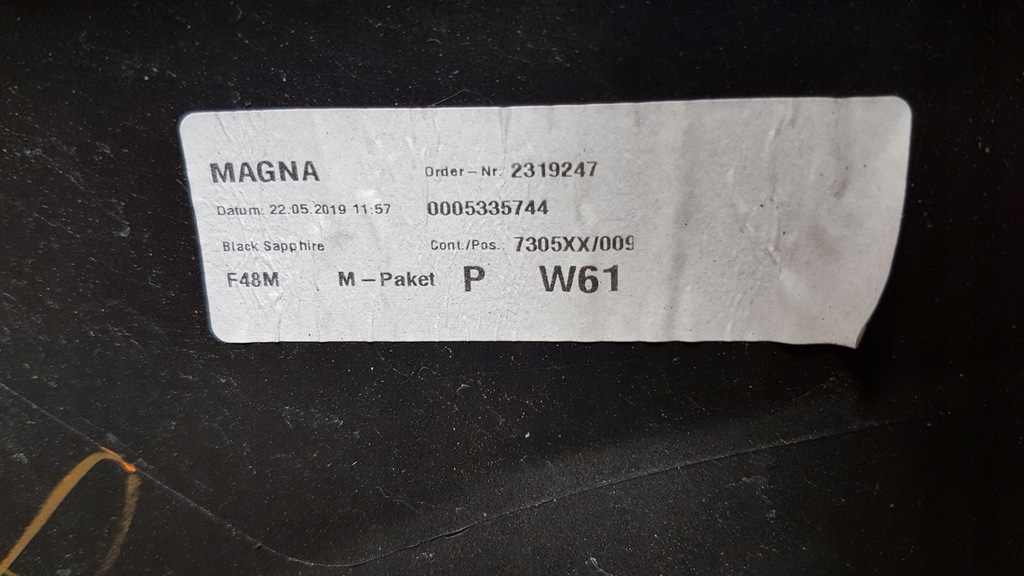 MAGNA Order-Nr: 2319247
Datum: 22.05.2019 11:57 0005335744
Black Sapphire Cont./Pos.: 7305XX/009
F48M M-Paket P W61